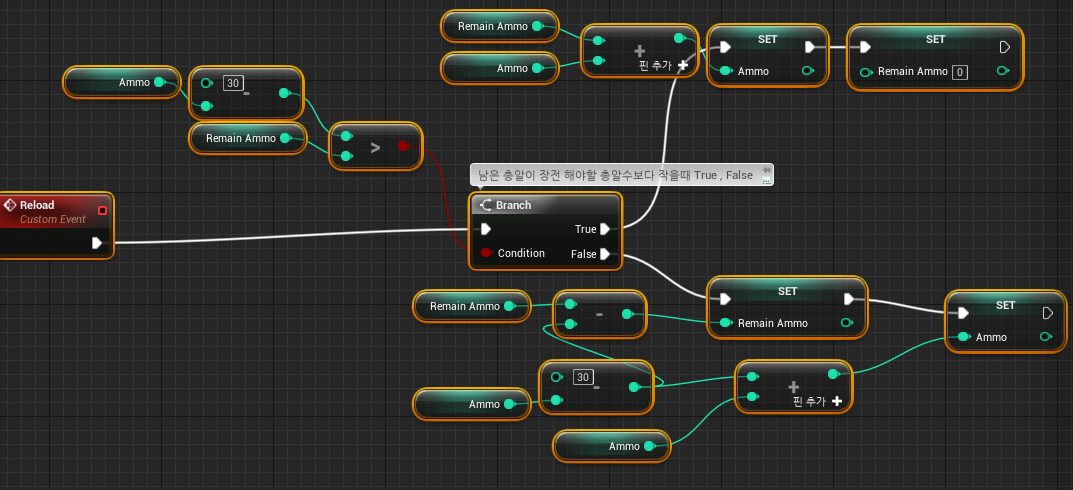 Remain Ammo
+
핀 추가 +
SET
SET
Ammo
Ammo
Remain Ammo 0
Ammo
30
-
Remain Ammo
>
남은 총알이 장전 해야할 총알수보다 작을때 True , False
Reload
Custom Event
Branch
True
Condition
False
SET
Remain Ammo
-
Remain Ammo
SET
Ammo
30
-
Ammo
+
핀 추가 +
Ammo